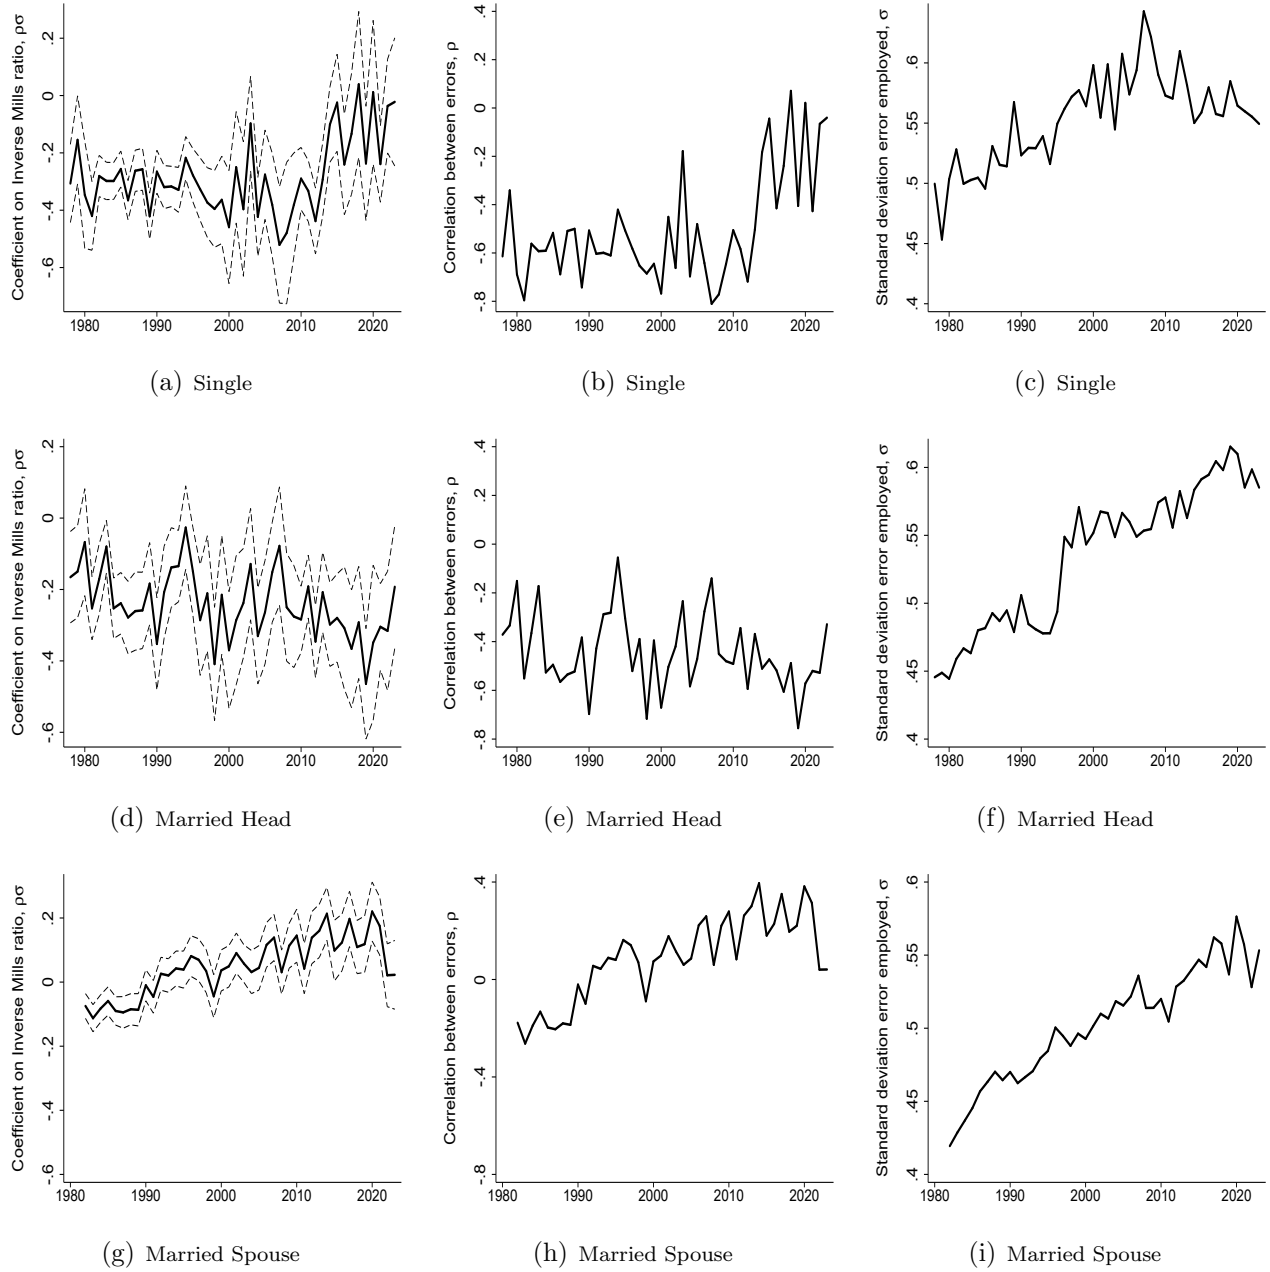 Coefficient on Inverse Mills ratio, ρσ
.2
0
-.2
-.4
-.6
1980 1990 2000 2010 2020
(a) Single
Correlation between errors, ρ
.4
.2
0
-.2
-.4
-.6
-.8
1980 1990 2000 2010 2020
(b) Single
Standard deviation error employed, σ
.6
.55
.5
.45
.4
1980 1990 2000 2010 2020
(c) Single
Coefficient on Inverse Mills ratio, ρσ
.2
0
-.2
-.4
-.6
1980 1990 2000 2010 2020
(d) Married Head
Correlation between errors, ρ
.4
.2
0
-.2
-.4
-.6
-.8
1980 1990 2000 2010 2020
(e) Married Head
Standard deviation error employed, σ
.6
.55
.5
.45
.4
1980 1990 2000 2010 2020
(f) Married Head
Coefficient on Inverse Mills ratio, ρσ
.2
0
-.2
-.4
-.6
1980 1990 2000 2010 2020
(g) Married Spouse
Correlation between errors, ρ
.4
0
-.4
-.8
1980 1990 2000 2010 2020
(h) Married Spouse
Standard deviation error employed, σ
.6
.55
.5
.45
.4
1980 1990 2000 2010 2020
(i) Married Spouse